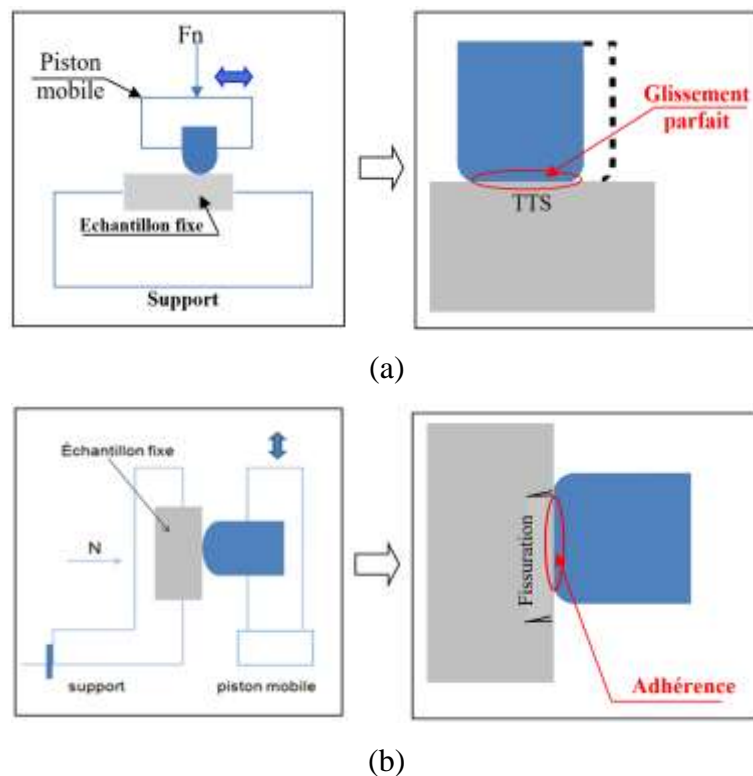 Fn
Piston
mobile
Echantillon fixe
Support
Glissement
parfait
TTS
(a)
Échantillon fixe
N
support
piston mobile
Fissuration
Adhérence
(b)